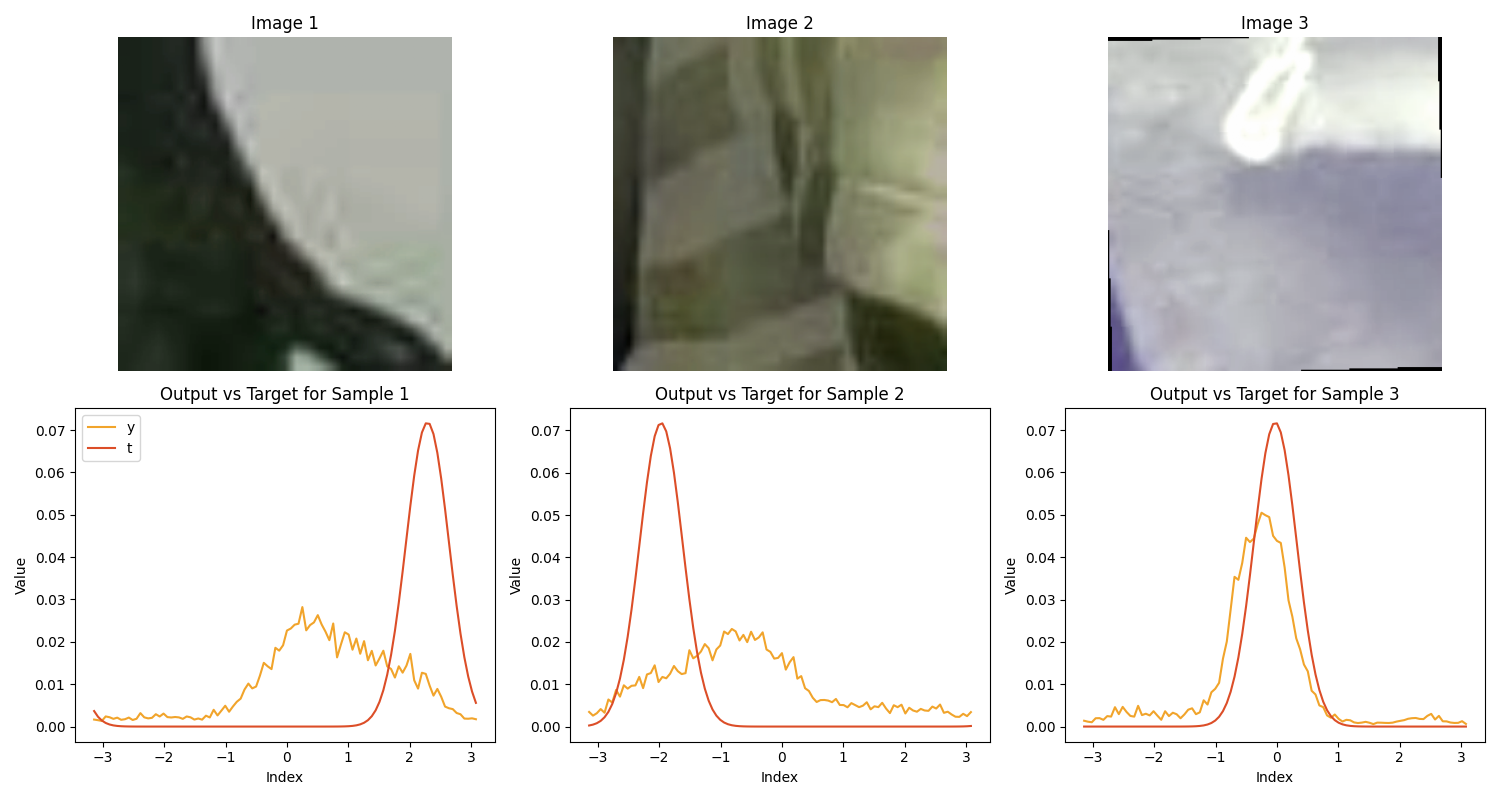 Image 1
Image 2
Image 3
Output vs Target for Sample 1
Output vs Target for Sample 2
Output vs Target for Sample 3
y
t
Value
0.07
0.06
0.05
0.04
0.03
0.02
0.01
0.00
−3 −2 −1 0 1 2 3
Index
Value
0.07
0.06
0.05
0.04
0.03
0.02
0.01
0.00
−3 −2 −1 0 1 2 3
Index
Value
0.07
0.06
0.05
0.04
0.03
0.02
0.01
0.00
−3 −2 −1 0 1 2 3
Index